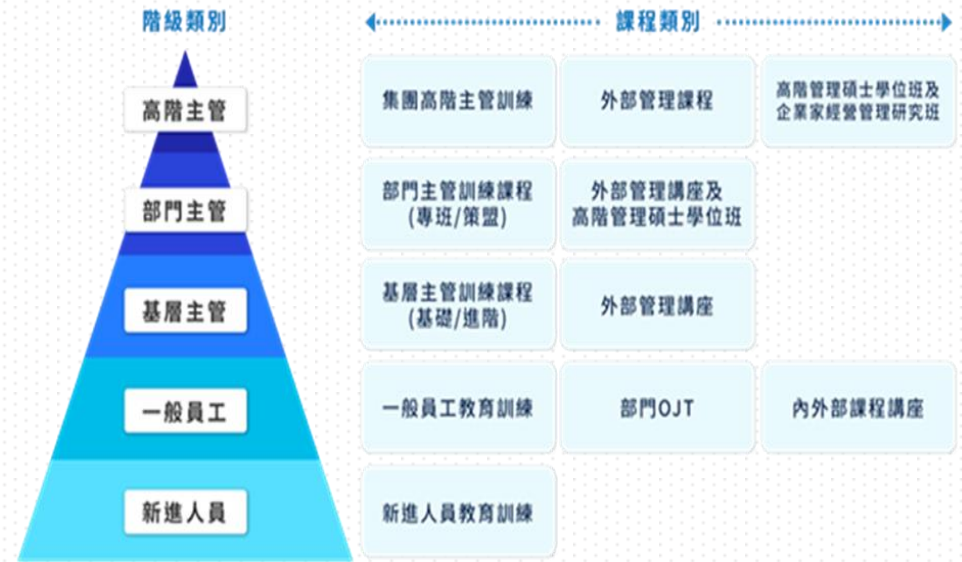 階級類別
課程類別
高階主管
集團高階主管訓練
外部管理課程
高階管理碩士學位班及
企業家經營管理研究班
部門主管
部門主管訓練課程
(專班/策盟)
外部管理講座及
高階管理碩士學位班
基層主管
基層主管訓練課程
(基礎/進階)
外部管理講座
一般員工
一般員工教育訓練
部門OJT
內外部課程講座
新進人員
新進人員教育訓練